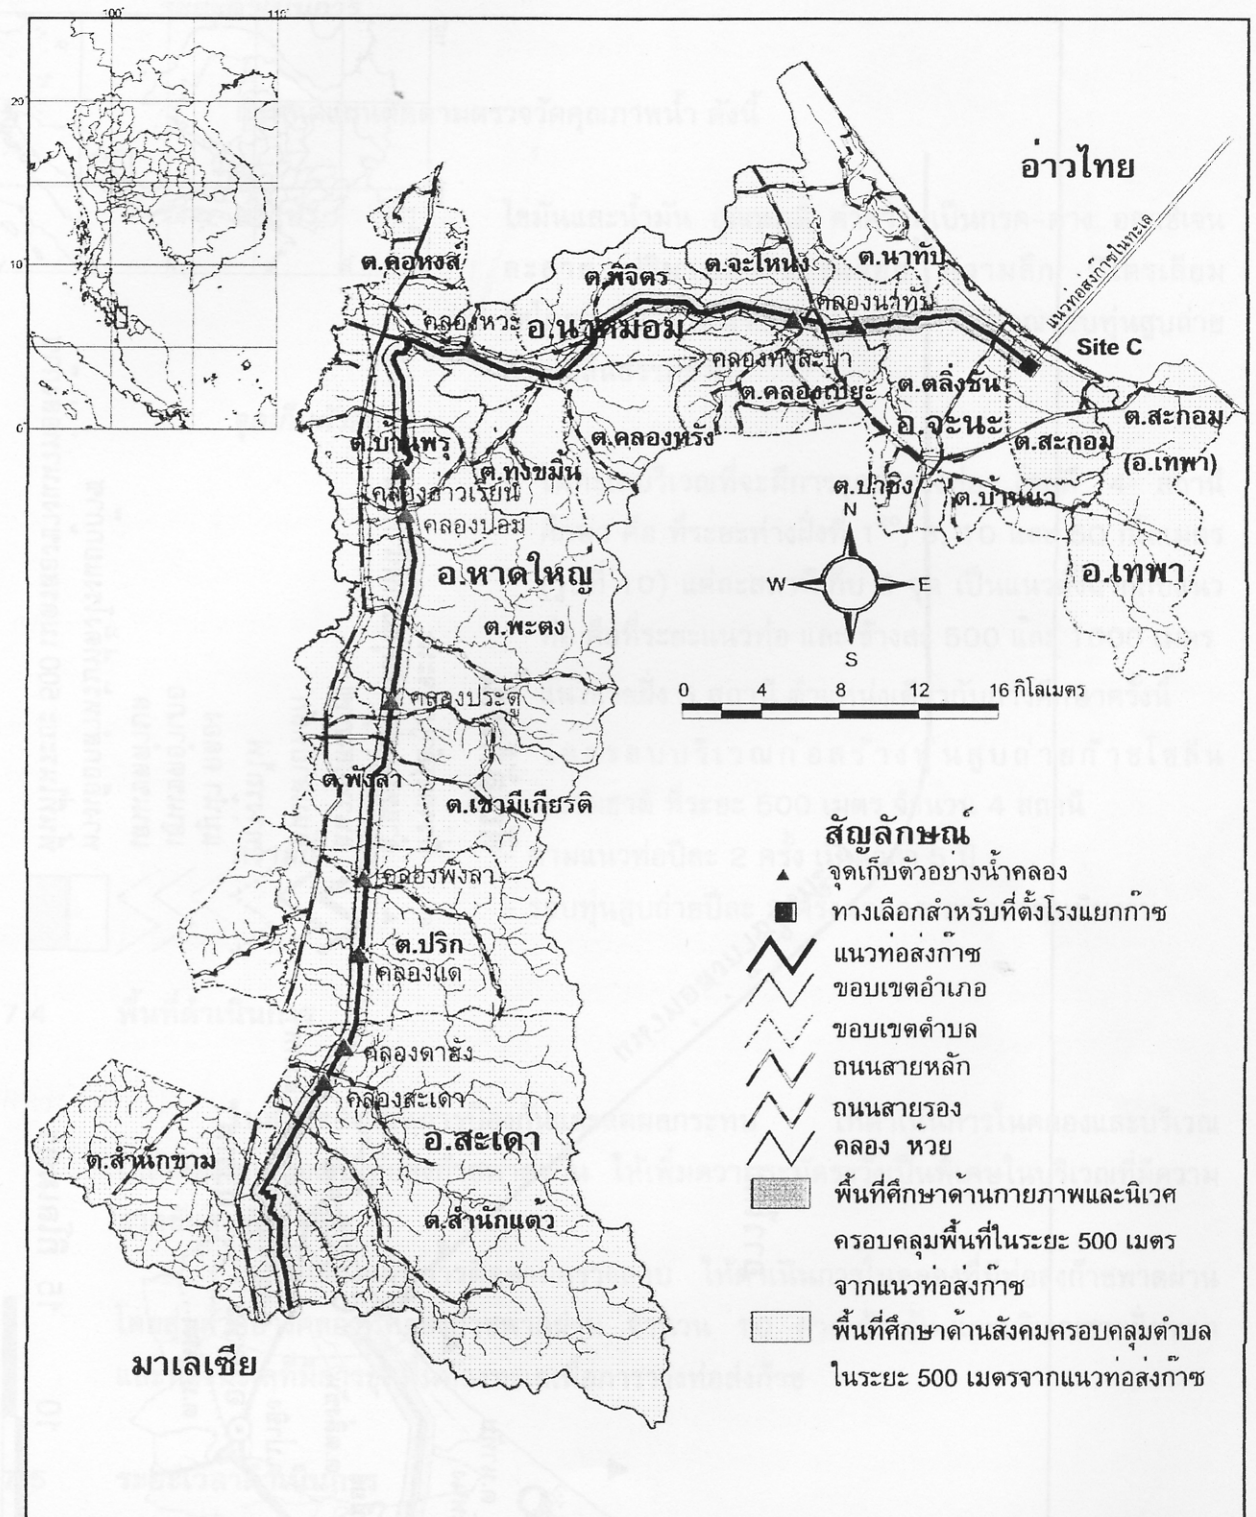 100
110
20
10
6
อ่าวไทย
แนวท่อส่งก๊าซในทะเล
ต.คอหงส์
ต.พิจิตร
ต.จะโหนง
ต.นาทับ
คลองหวะ
อ.นาหม่อม
คลองนาทับ
Site C
คลองเปียะ
ต.คลองเปียะ
ต.ตลิ่งชัน
อ.จะนะ
ต.สะกอม
ต.สะกอม
(อ.เทพา)
ต.บ้านพรุ
ต.ทุ่งขมิ้น
ต.คลองหรัง
ต.ป่าชิง
ต.บ้านนา
คลองอ่าวเรียน
คลองปอม
อ.หาดใหญ่
อ.เทพา
N
W
E
S
ต.พะตง
0 4 8 12 16 กิโลเมตร
คลองประดู่
ต.พังลา
ต.เขามีเกียรติ
คลองพังลา
ต.ปริก
คลองแด
คลองตาฮัง
คลองสะเดา
อ.สะเดา
ต.สำนักขาม
ต.สำนักแต้ว
มาเลเซีย
สัญลักษณ์
จุดเก็บตัวอย่างน้ำคลอง
ทางเลือกสำหรับที่ตั้งโรงแยกก๊าซ
แนวท่อส่งก๊าซ
ขอบเขตอำเภอ
ขอบเขตตำบล
ถนนสายหลัก
ถนนสายรอง
คลอง หวย
พื้นที่ศึกษาด้านกายภาพและนิเวศ
ครอบคลุมพื้นที่ในระยะ 500 เมตร
จากแนวท่อส่งก๊าซ
พื้นที่ศึกษาด้านสังคมครอบคลุมตำบล
ในระยะ 500 เมตรจากแนวท่อส่งก๊าซ